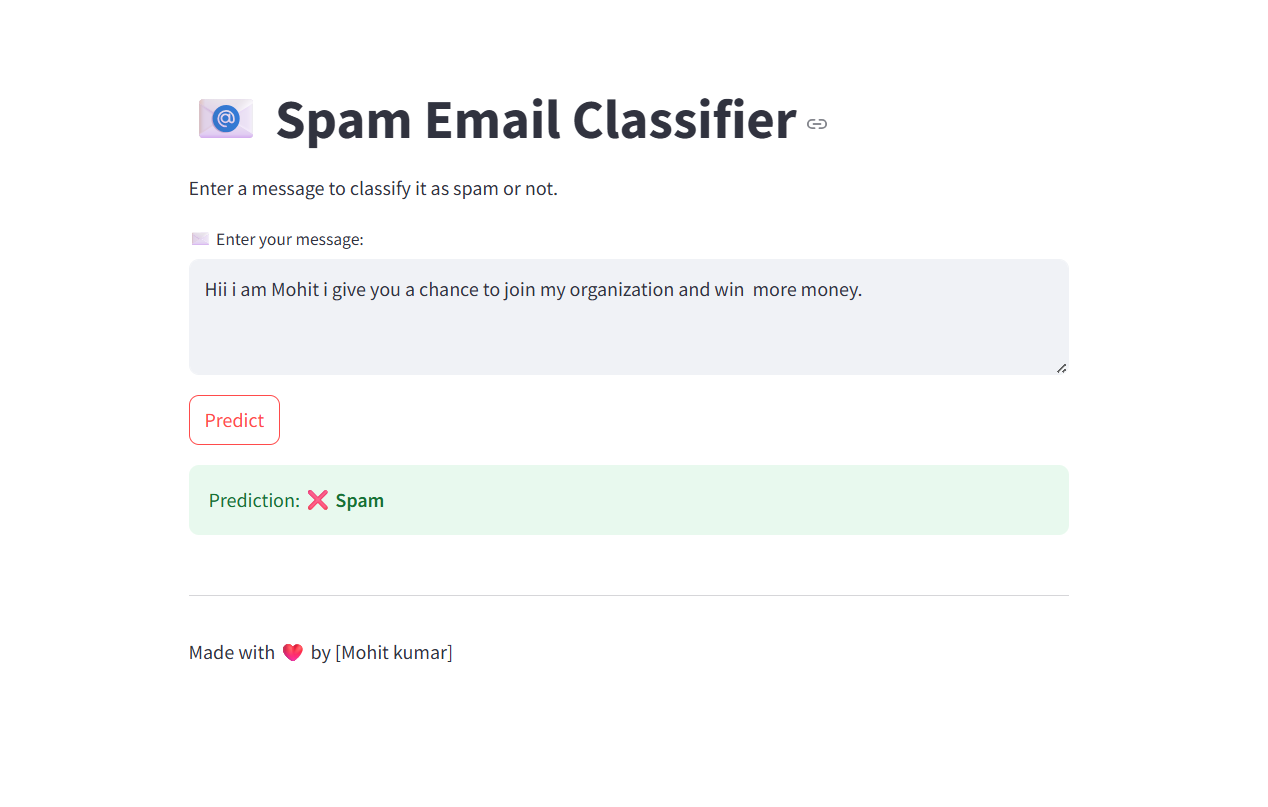 Spam Email Classifier
Enter a message to classify it as spam or not.
Enter your message:
Hii i am Mohit i give you a chance to join my organization and win  more money.
Predict
Prediction: ❌ Spam
Made with ❤️ by [Mohit kumar]